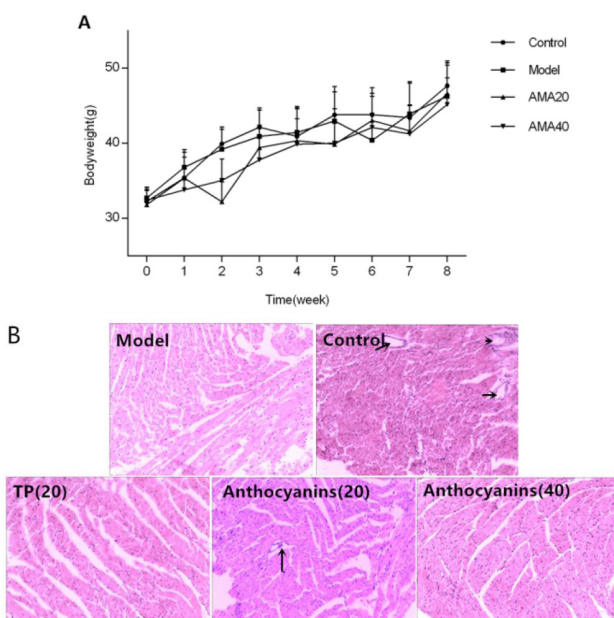 A
Bodyweight(g)
50
40
30
0 1 2 3 4 5 6 7 8
Time(week)
Control
Model
AMA20
AMA40
B
Model
Control
TP(20)
Anthocyanins(20)
Anthocyanins(40)